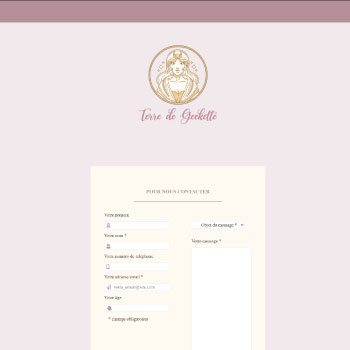 Terre de Geekette
POUR NOUS CONTACTER
Votre prénom
Votre nom *
Votre numéro de téléphone
Votre adresse email *
Votre âge
* champs obligatoires
Objet du message *
Votre message *